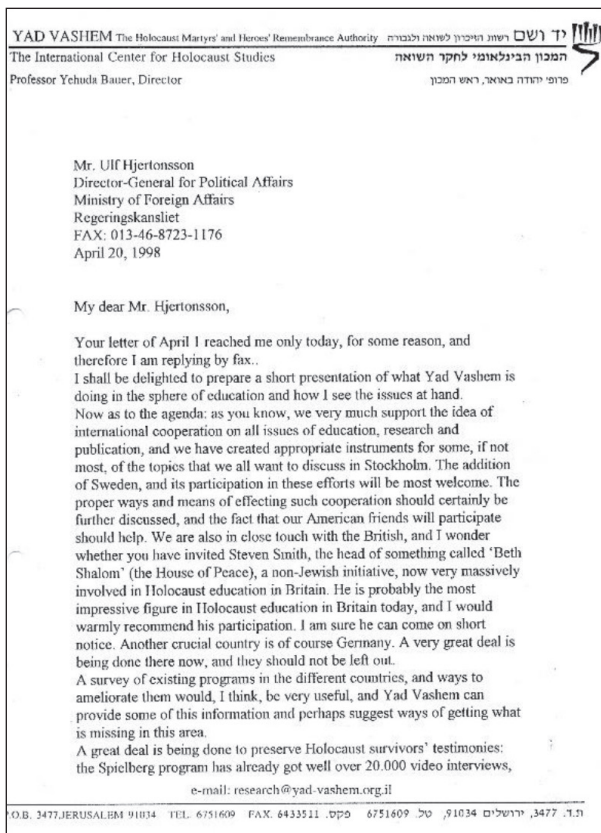 YAD VASHEM The Holocaust Martyrs' and Heroes' Remembrance Authority רשות הזיכרון לשואה ולגבורה יד ושם
The International Center for Holocaust Studies המכון הבינלאומי לחקר השואה
Professor Yehuda Bauer, Director פרופי יהודה באואר, ראש המכון
Mr. Ulf Hjertonsson
Director-General for Political Affairs
Ministry of Foreign Affairs
Regeringskansliet
FAX: 013-46-8723-1176
April 20, 1998
My dear Mr. Hjertonsson,
Your letter of April 1 reached me only today, for some reason, and
therefore I am replying by fax..
I shall be delighted to prepare a short presentation of what Yad Vashem is
doing in the sphere of education and how I see the issues at hand.
Now as to the agenda: as you know, we very much support the idea of
international cooperation on all issues of education, research and
publication, and we have created appropriate instruments for some, if not
most, of the topics that we all want to discuss in Stockholm. The addition
of Sweden, and its participation in these efforts will be most welcome. The
proper ways and means of effecting such cooperation should certainly be
further discussed, and the fact that our American friends will participate
should help. We are also in close touch with the British, and I wonder
whether you have invited Steven Smith, the head of something called 'Beth
Shalom' (the House of Peace), a non-Jewish initiative, now very massively
involved in Holocaust education in Britain. He is probably the most
impressive figure in Holocaust education in Britain today, and I would
warmly recommend his participation. I am sure he can come on short
notice. Another crucial country is of course Germany. A very great deal is
being done there now, and they should not be left out.
A survey of existing programs in the different countries, and ways to
ameliorate them would, I think, be very useful, and Yad Vashem can
provide some of this information and perhaps suggest ways of getting what
is missing in this area.
A great deal is being done to preserve Holocaust survivors' testimonies:
the Spielberg program has already got well over 20.000 video interviews,
e-mail: research@yad-vashem.org.il
P.O.B. 3477,JERUSALEM 91034 TEL. 6751609 FAX. 6433511 ת.ד. 3477, ירושלים 91034, טל. 6751609 פקס.